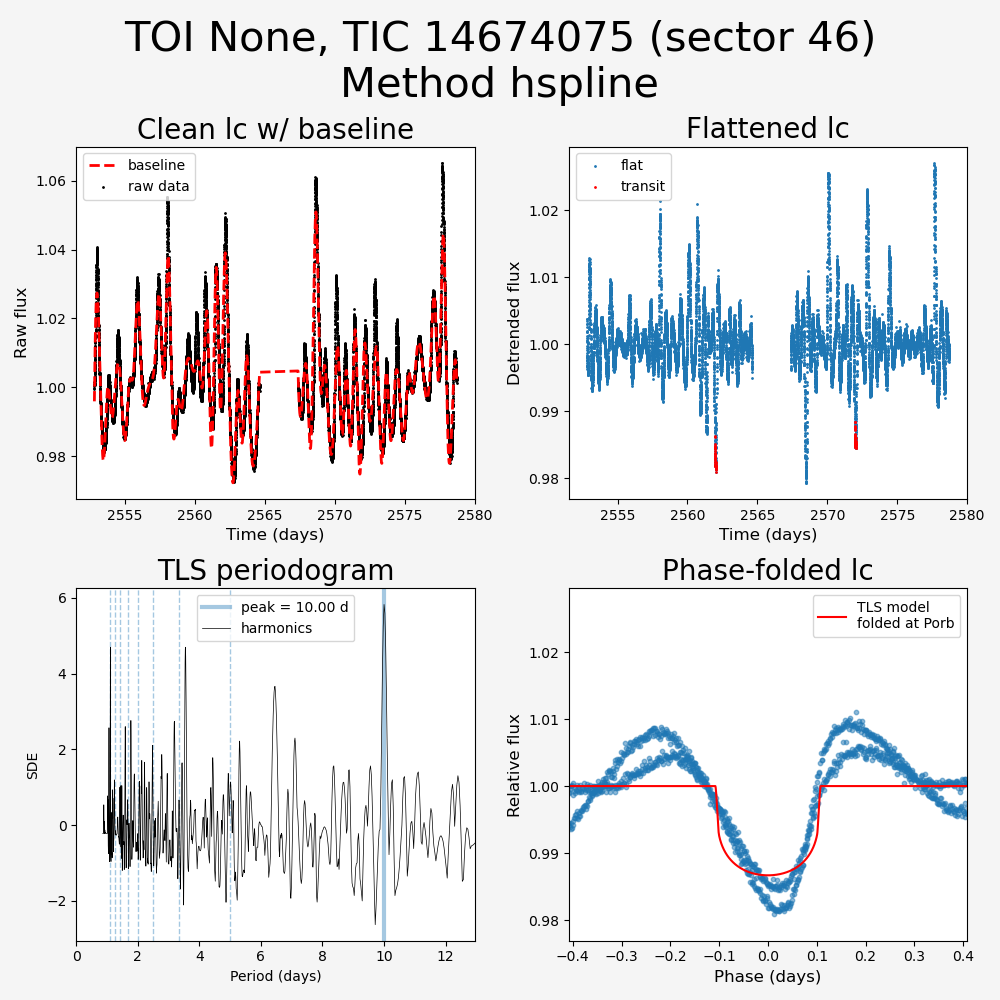 TOI None, TIC 14674075 (sector 46)
Method hspline
Clean lc w/ baseline
baseline
raw data
1.06
1.04
1.02
1.00
0.98
Raw flux
2555 2560 2565 2570 2575 2580
Time (days)
Flattened lc
flat
transit
1.02
1.01
1.00
0.99
0.98
Detrended flux
2555 2560 2565 2570 2575 2580
Time (days)
TLS periodogram
peak = 10.00 d
harmonics
6
4
2
0
−2
SDE
0 2 4 6 8 10 12
Period (days)
Phase-folded lc
TLS model
folded at Porb
1.02
1.01
1.00
0.99
0.98
Relative flux
−0.4 −0.3 −0.2 −0.1 0.0 0.1 0.2 0.3 0.4
Phase (days)